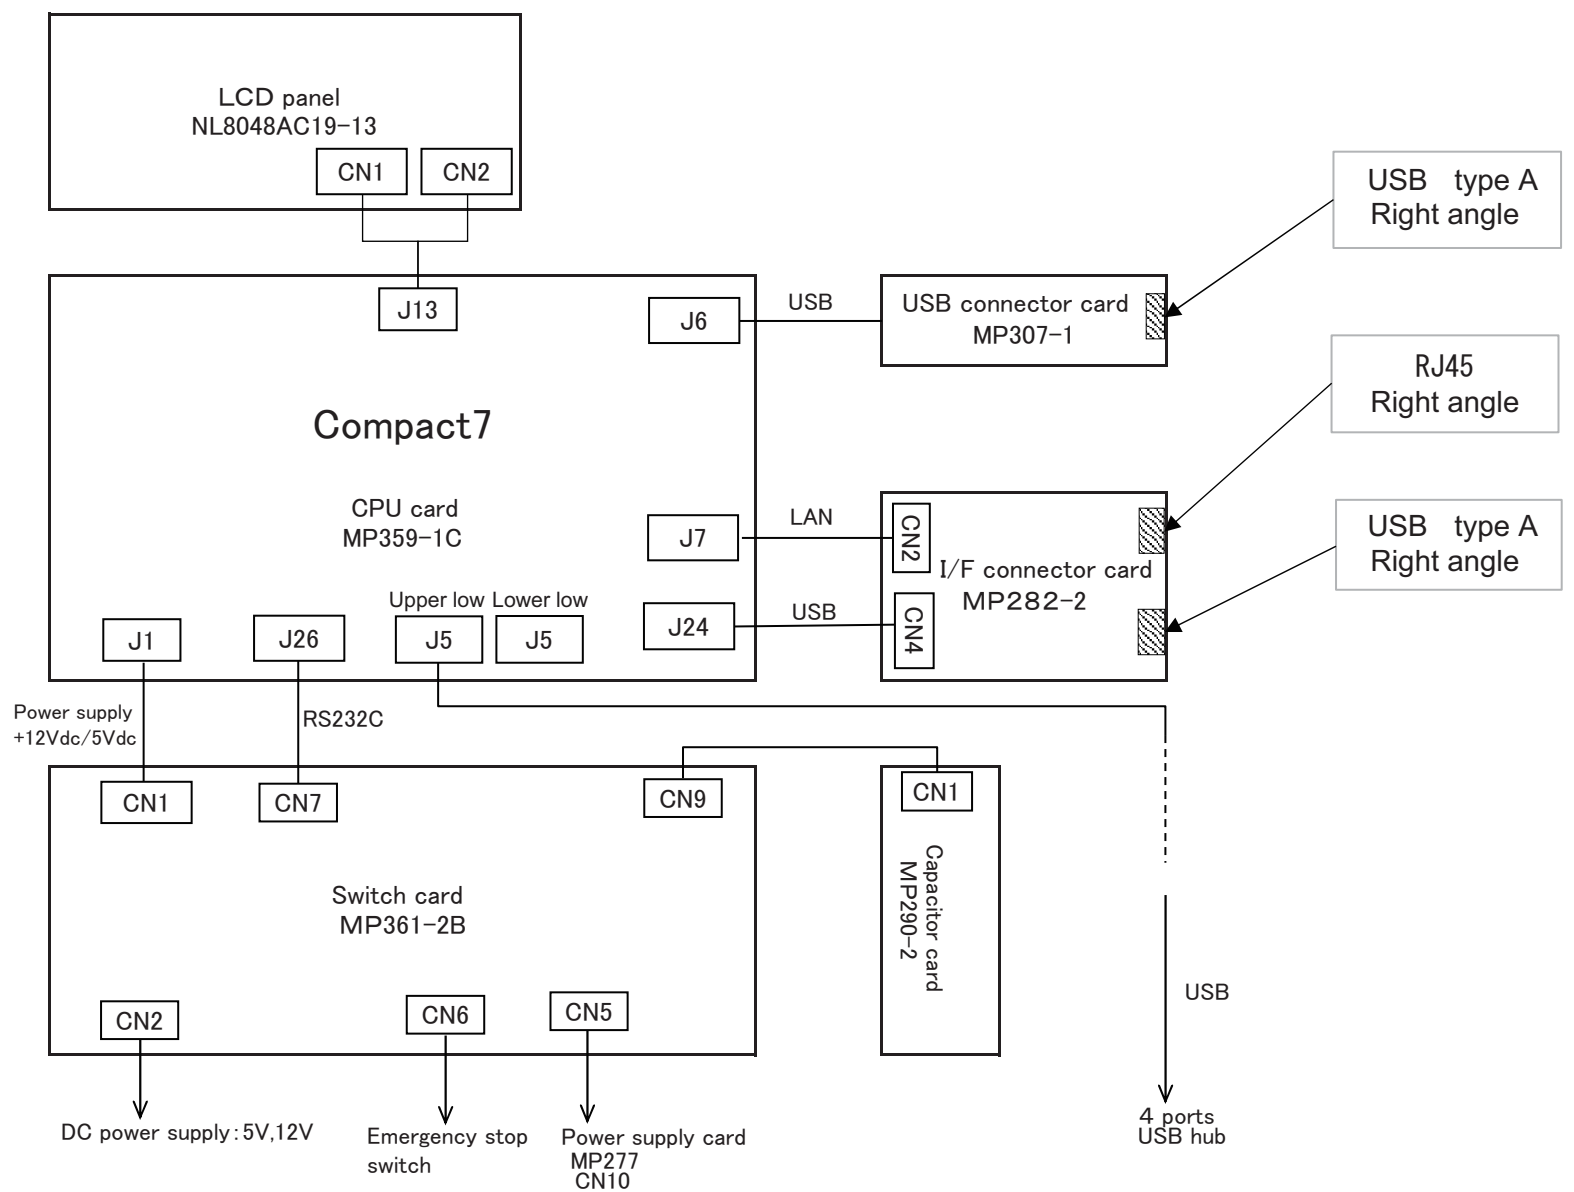 LCD panel
NL8048AC19-13
CN1
CN2
USB type A
Right angle
J13
J6
USB
USB connector card
MP307-1
RJ45
Right angle
Compact7
CPU card
MP359-1C
J7
LAN
CN2
I/F connector card
MP282-2
USB type A
Right angle
Upper low
Lower low
J1
J26
J5
J5
J24
USB
CN4
Power supply
+12Vdc/5Vdc
RS232C
CN1
CN7
CN9
CN1
Capacitor card
MP290-2
Switch card
MP361-2B
CN2
CN6
CN5
USB
DC power supply:5V,12V
Emergency stop
switch
Power supply card
MP277
CN10
4 ports
USB hub